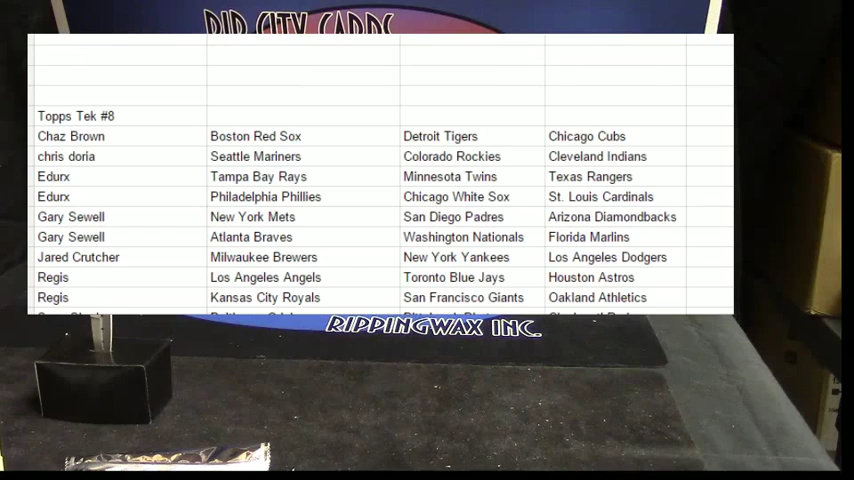 RIP CITY CARDS
Topps Tek #8
Chaz Brown Boston Red Sox Detroit Tigers Chicago Cubs
chris doria Seattle Mariners Colorado Rockies Cleveland Indians
Edurx Tampa Bay Rays Minnesota Twins Texas Rangers
Edurx Philadelphia Phillies Chicago White Sox St. Louis Cardinals
Gary Sewell New York Mets San Diego Padres Arizona Diamondbacks
Gary Sewell Atlanta Braves Washington Nationals Florida Marlins
Jared Crutcher Milwaukee Brewers New York Yankees Los Angeles Dodgers
Regis Los Angeles Angels Toronto Blue Jays Houston Astros
Regis Kansas City Royals San Francisco Giants Oakland Athletics
RIPPINGWAX INC.